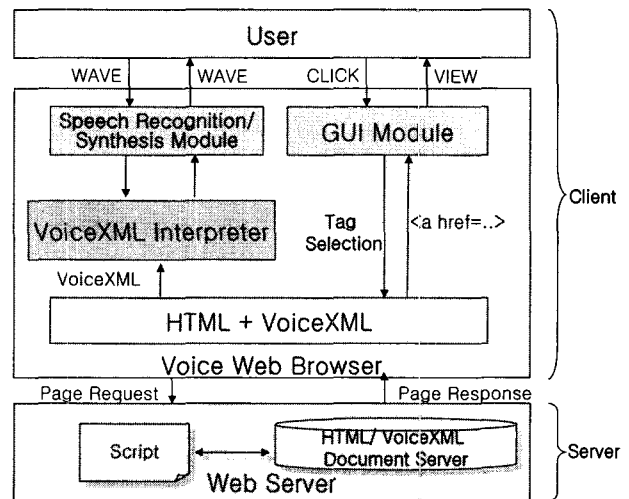 User
WAVE
WAVE
CLICK
VIEW
Speech Recognition/
Synthesis Module
GUI Module
VoiceXML Interpreter
Tag
Selection
<a href=..>
VoiceXML
HTML + VoiceXML
Voice Web Browser
Client
Page Request
Page Response
Script
HTML/ VoiceXML
Document Server
Web Server
Server